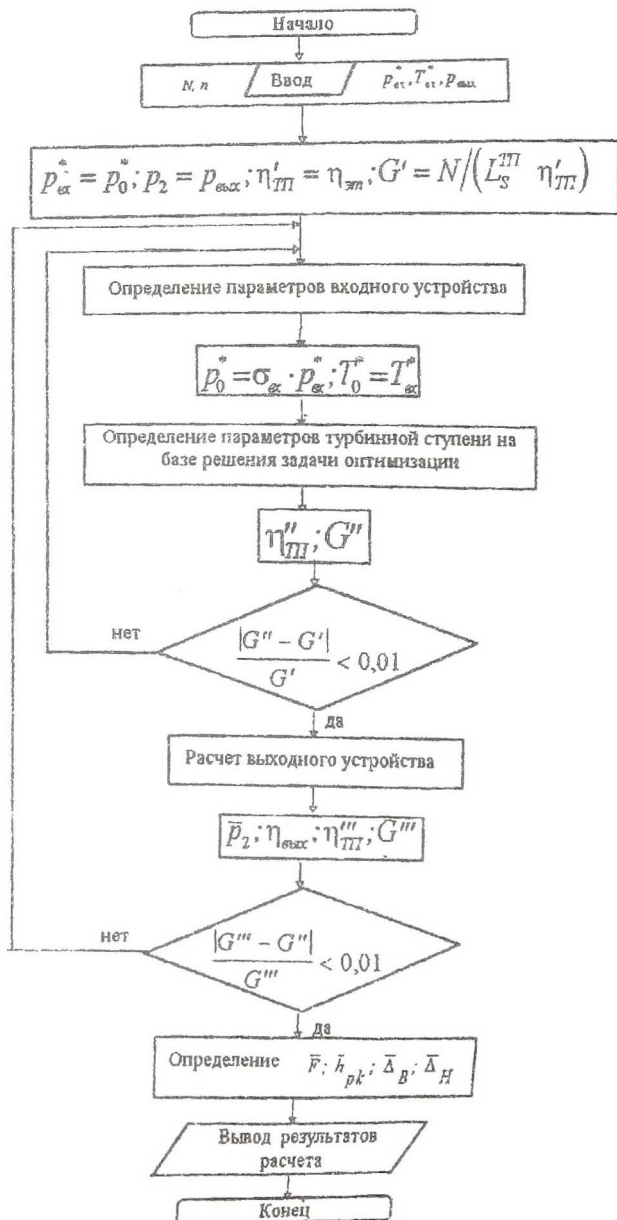 Начало
N, n Ввод p*вх, T*вх, pвых
p*вх = p*0; p2 = pвых; η'ТП = ηэт; G' = N/(L_S^ТП η'ТП)
Определение параметров входного устройства
p*0 = σвх · p*вх; T*0 = T*вх
Определение параметров турбинной ступени на
базе решения задачи оптимизации
η''ТП; G''
нет
|G'' − G'| / G' < 0,01
да
Расчет выходного устройства
p̄2; ηвых; η'''ТП; G'''
нет
|G''' − G''| / G''' < 0,01
да
Определение F̄; h̄pk; Δ̄B; Δ̄H
Вывод результатов
расчета
Конец